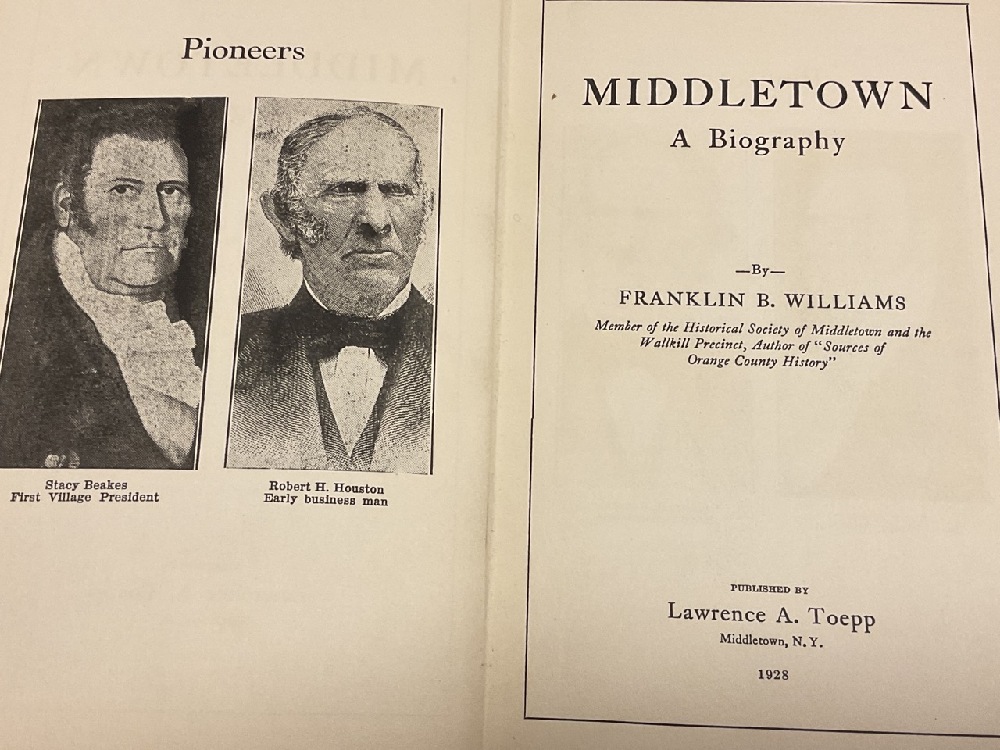 Pioneers
Stacy Beakes
First Village President
Robert H. Houston
Early business man
MIDDLETOWN
A Biography
—By—
FRANKLIN B. WILLIAMS
Member of the Historical Society of Middletown and the
Wallkill Precinct, Author of "Sources of
Orange County History"
PUBLISHED BY
Lawrence A. Toepp
Middletown, N. Y.
1928